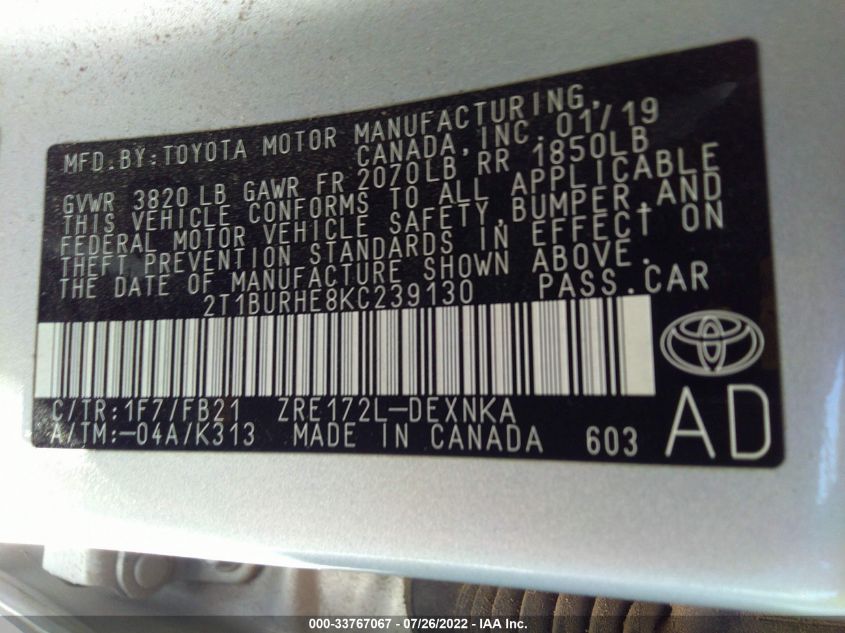 MFD.BY:TOYOTA MOTOR MANUFACTURING,
CANADA,INC. 01/19
GVWR 3820 LB GAWR FR 2070LB RR 1850LB
THIS VEHICLE CONFORMS TO ALL APPLICABLE
FEDERAL MOTOR VEHICLE SAFETY,BUMPER,AND
THEFT PREVENTION STANDARDS IN EFFECT ON
THE DATE OF MANUFACTURE SHOWN ABOVE.
2T1BURHE8KC239130 PASS.CAR
C/TR:1F7/FB21 ZRE172L-DEXNKA
A/TM:-04A/K313 MADE IN CANADA 603 AD
000-33767067 - 07/26/2022 - IAA Inc.